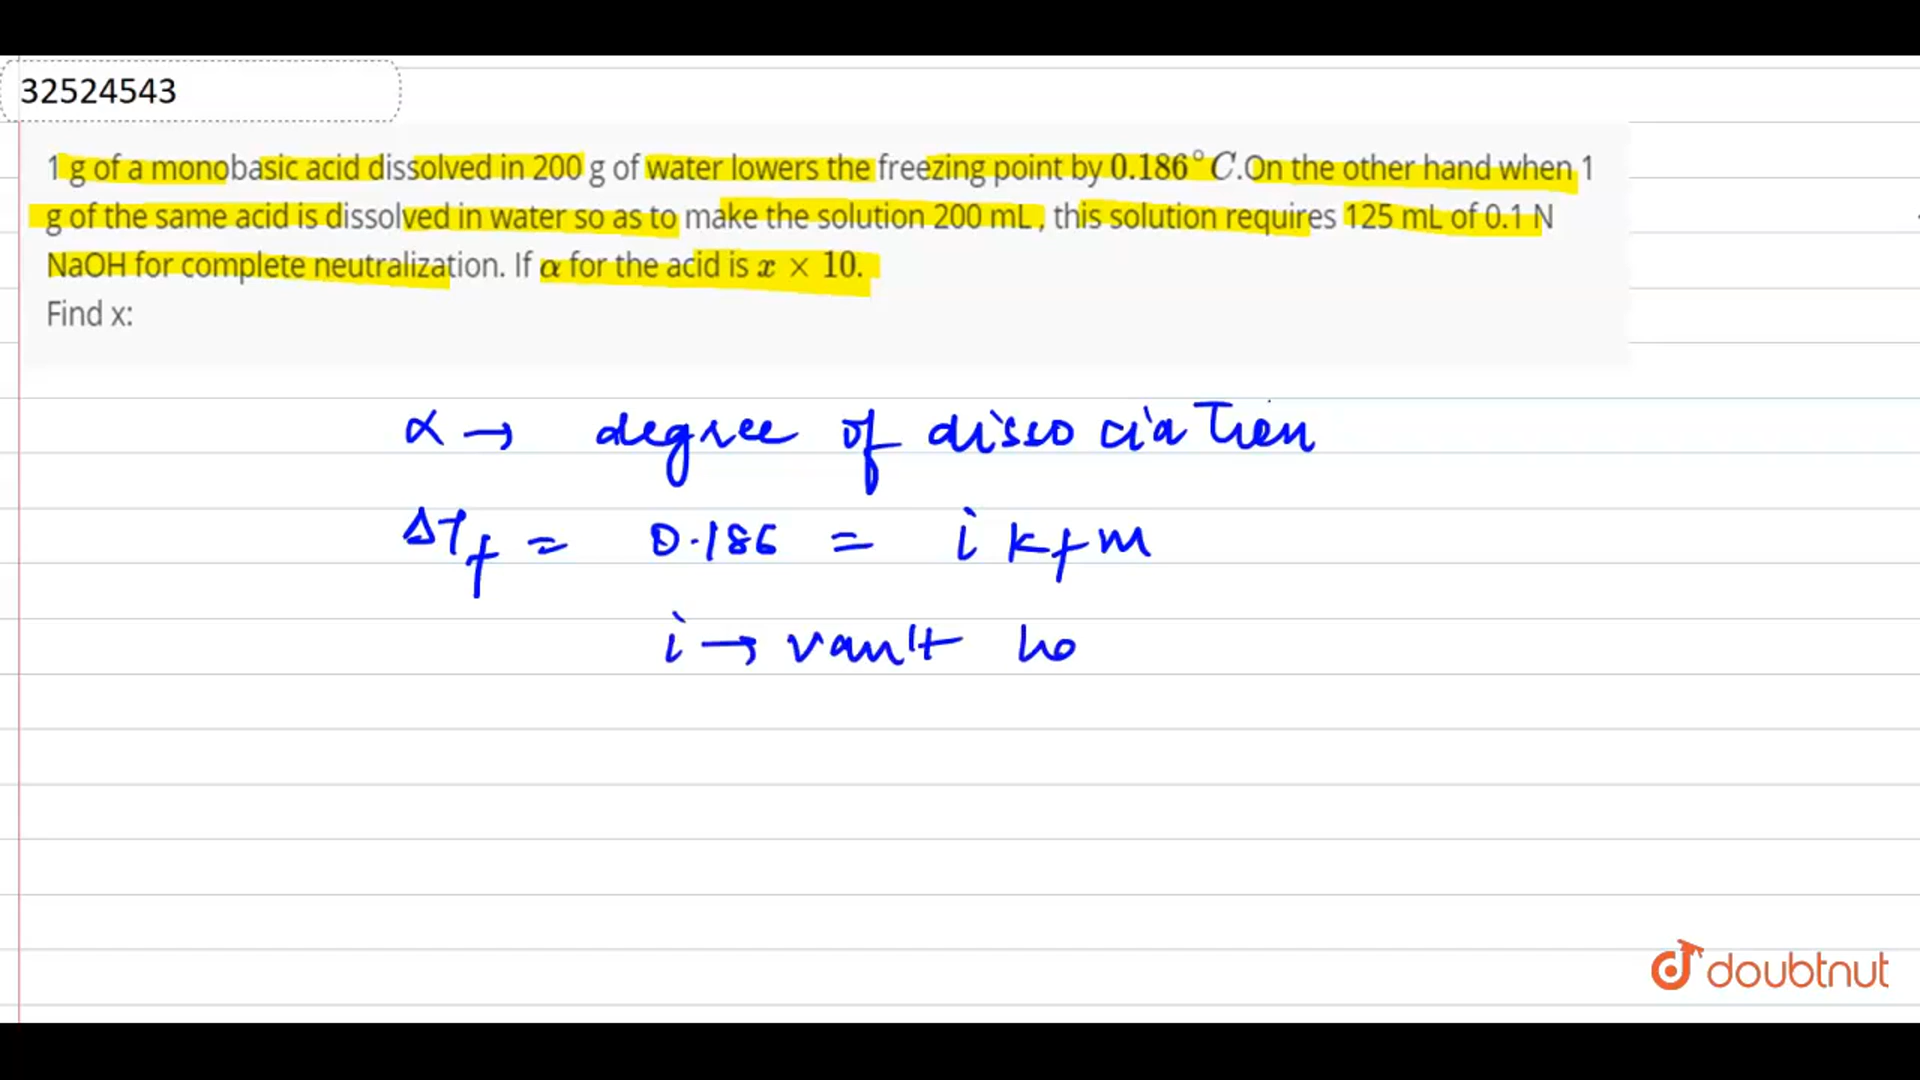 32524543
1 g of a monobasic acid dissolved in 200 g of water lowers the freezing point by 0.186°C.On the other hand when 1
g of the same acid is dissolved in water so as to make the solution 200 mL , this solution requires 125 mL of 0.1 N
NaOH for complete neutralization. If α for the acid is x × 10.
Find x:
α → degree of dissociation
ΔTf = 0.186 = i kf m
i → van't ho
doubtnut